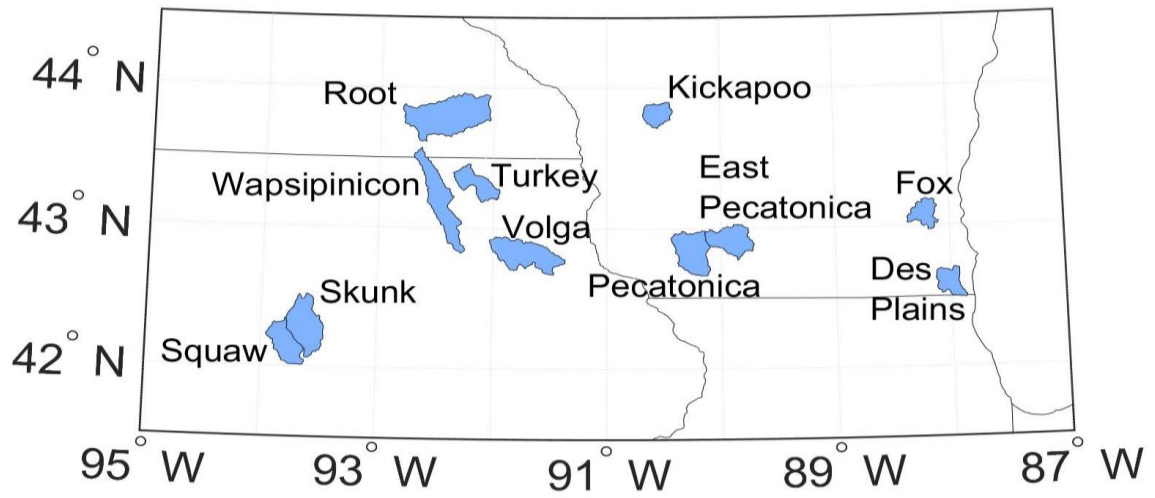 44° N
Root
Kickapoo
East
Pecatonica
Wapsipinicon
Turkey
Fox
43° N
Volga
Pecatonica
Des
Plains
Skunk
Squaw
42° N
95° W
93° W
91° W
89° W
87° W